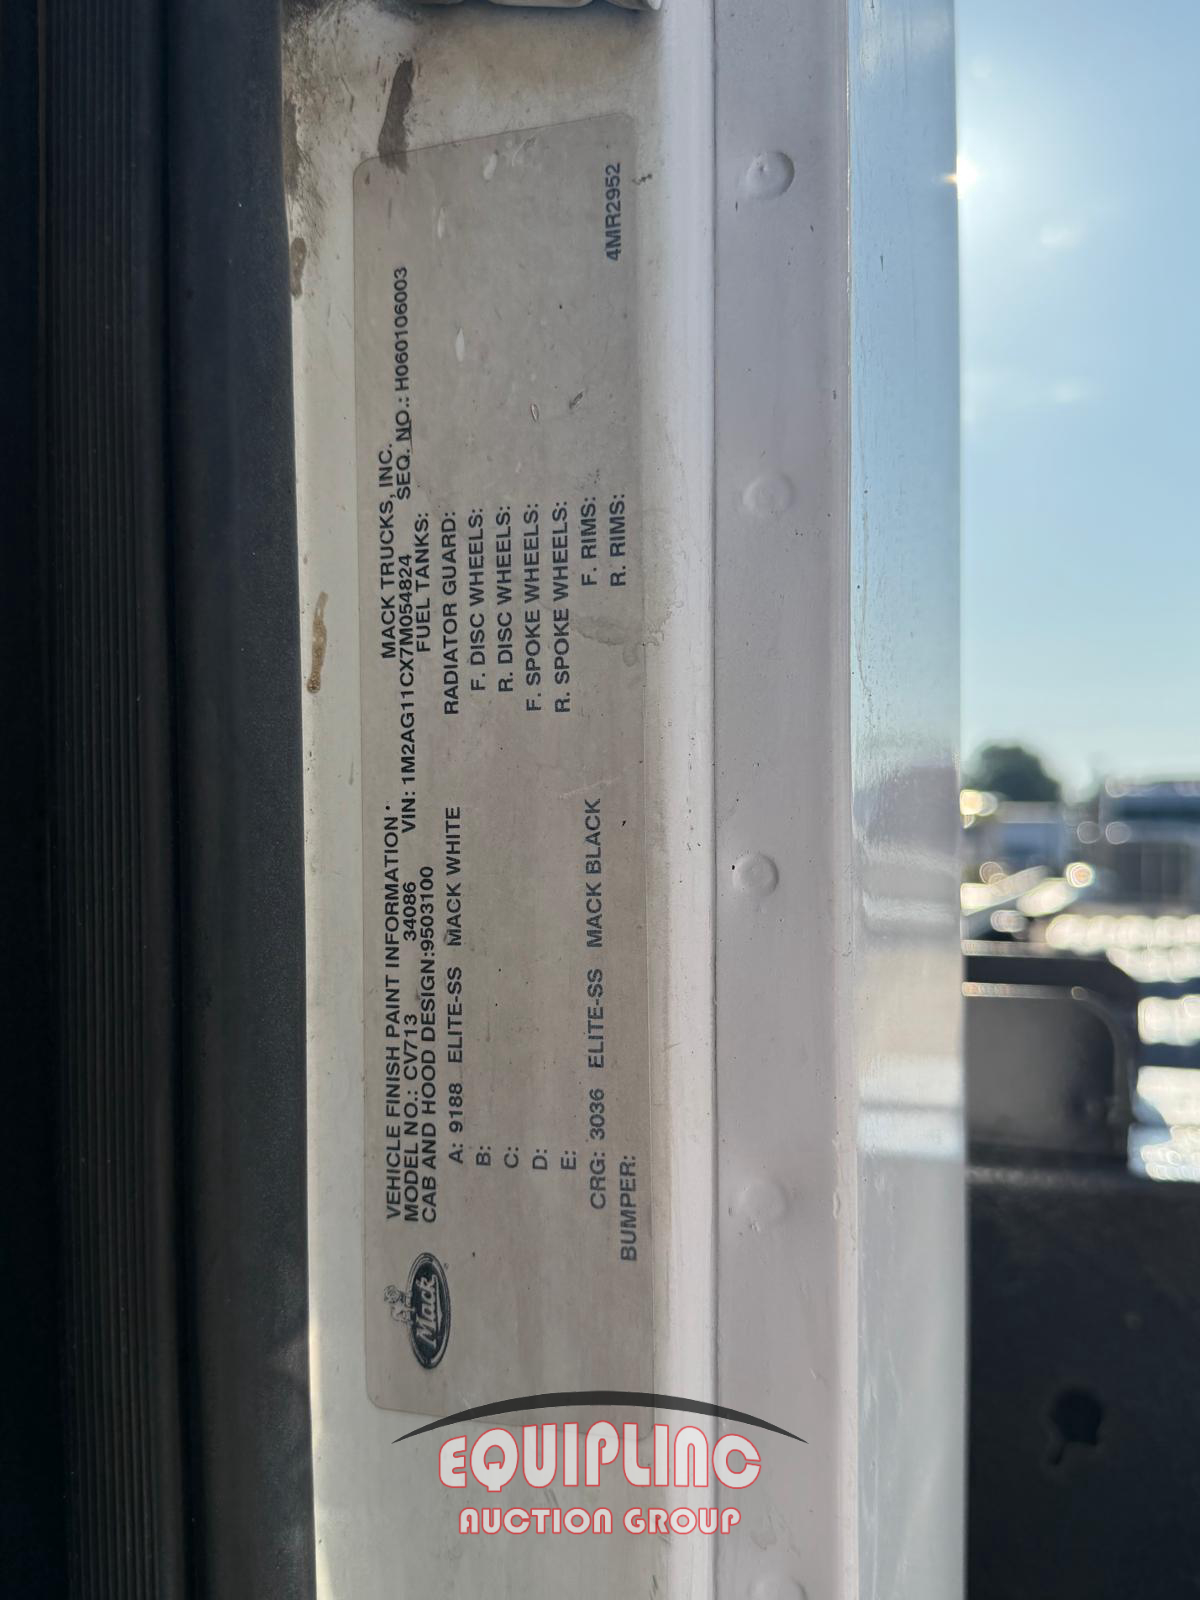 Mack
VEHICLE FINISH PAINT INFORMATION · MACK TRUCKS, INC.
MODEL NO.: CV713 34086 VIN: 1M2AG11CX7M054824 SEQ. NO.: H060106003
CAB AND HOOD DESIGN:9503100 FUEL TANKS:
A: 9188 ELITE-SS MACK WHITE RADIATOR GUARD:
B: F. DISC WHEELS:
C: R. DISC WHEELS:
D: F. SPOKE WHEELS:
E: R. SPOKE WHEELS:
CRG: 3036 ELITE-SS MACK BLACK F. RIMS:
BUMPER: R. RIMS:
4MR2952
EQUIPLINC
AUCTION GROUP